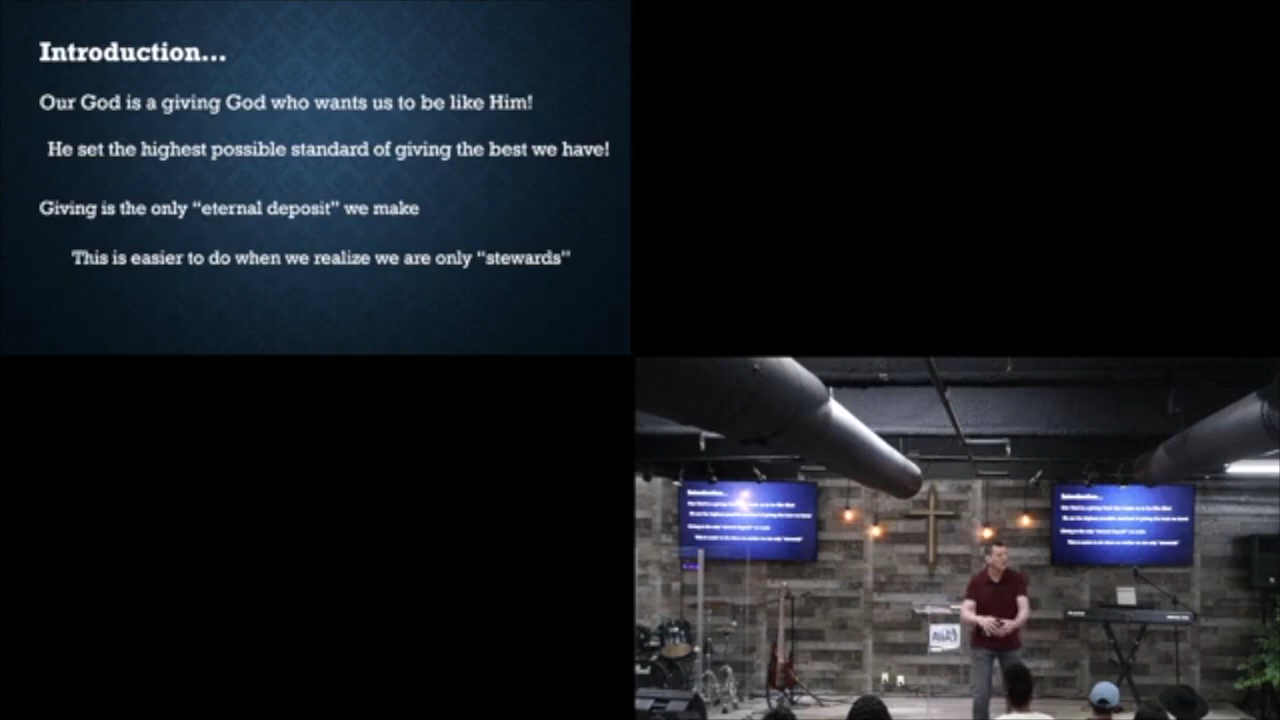 Introduction...
Our God is a giving God who wants us to be like Him!
He set the highest possible standard of giving the best we have!
Giving is the only “eternal deposit” we make
This is easier to do when we realize we are only “stewards”
Introduction...
Introduction...